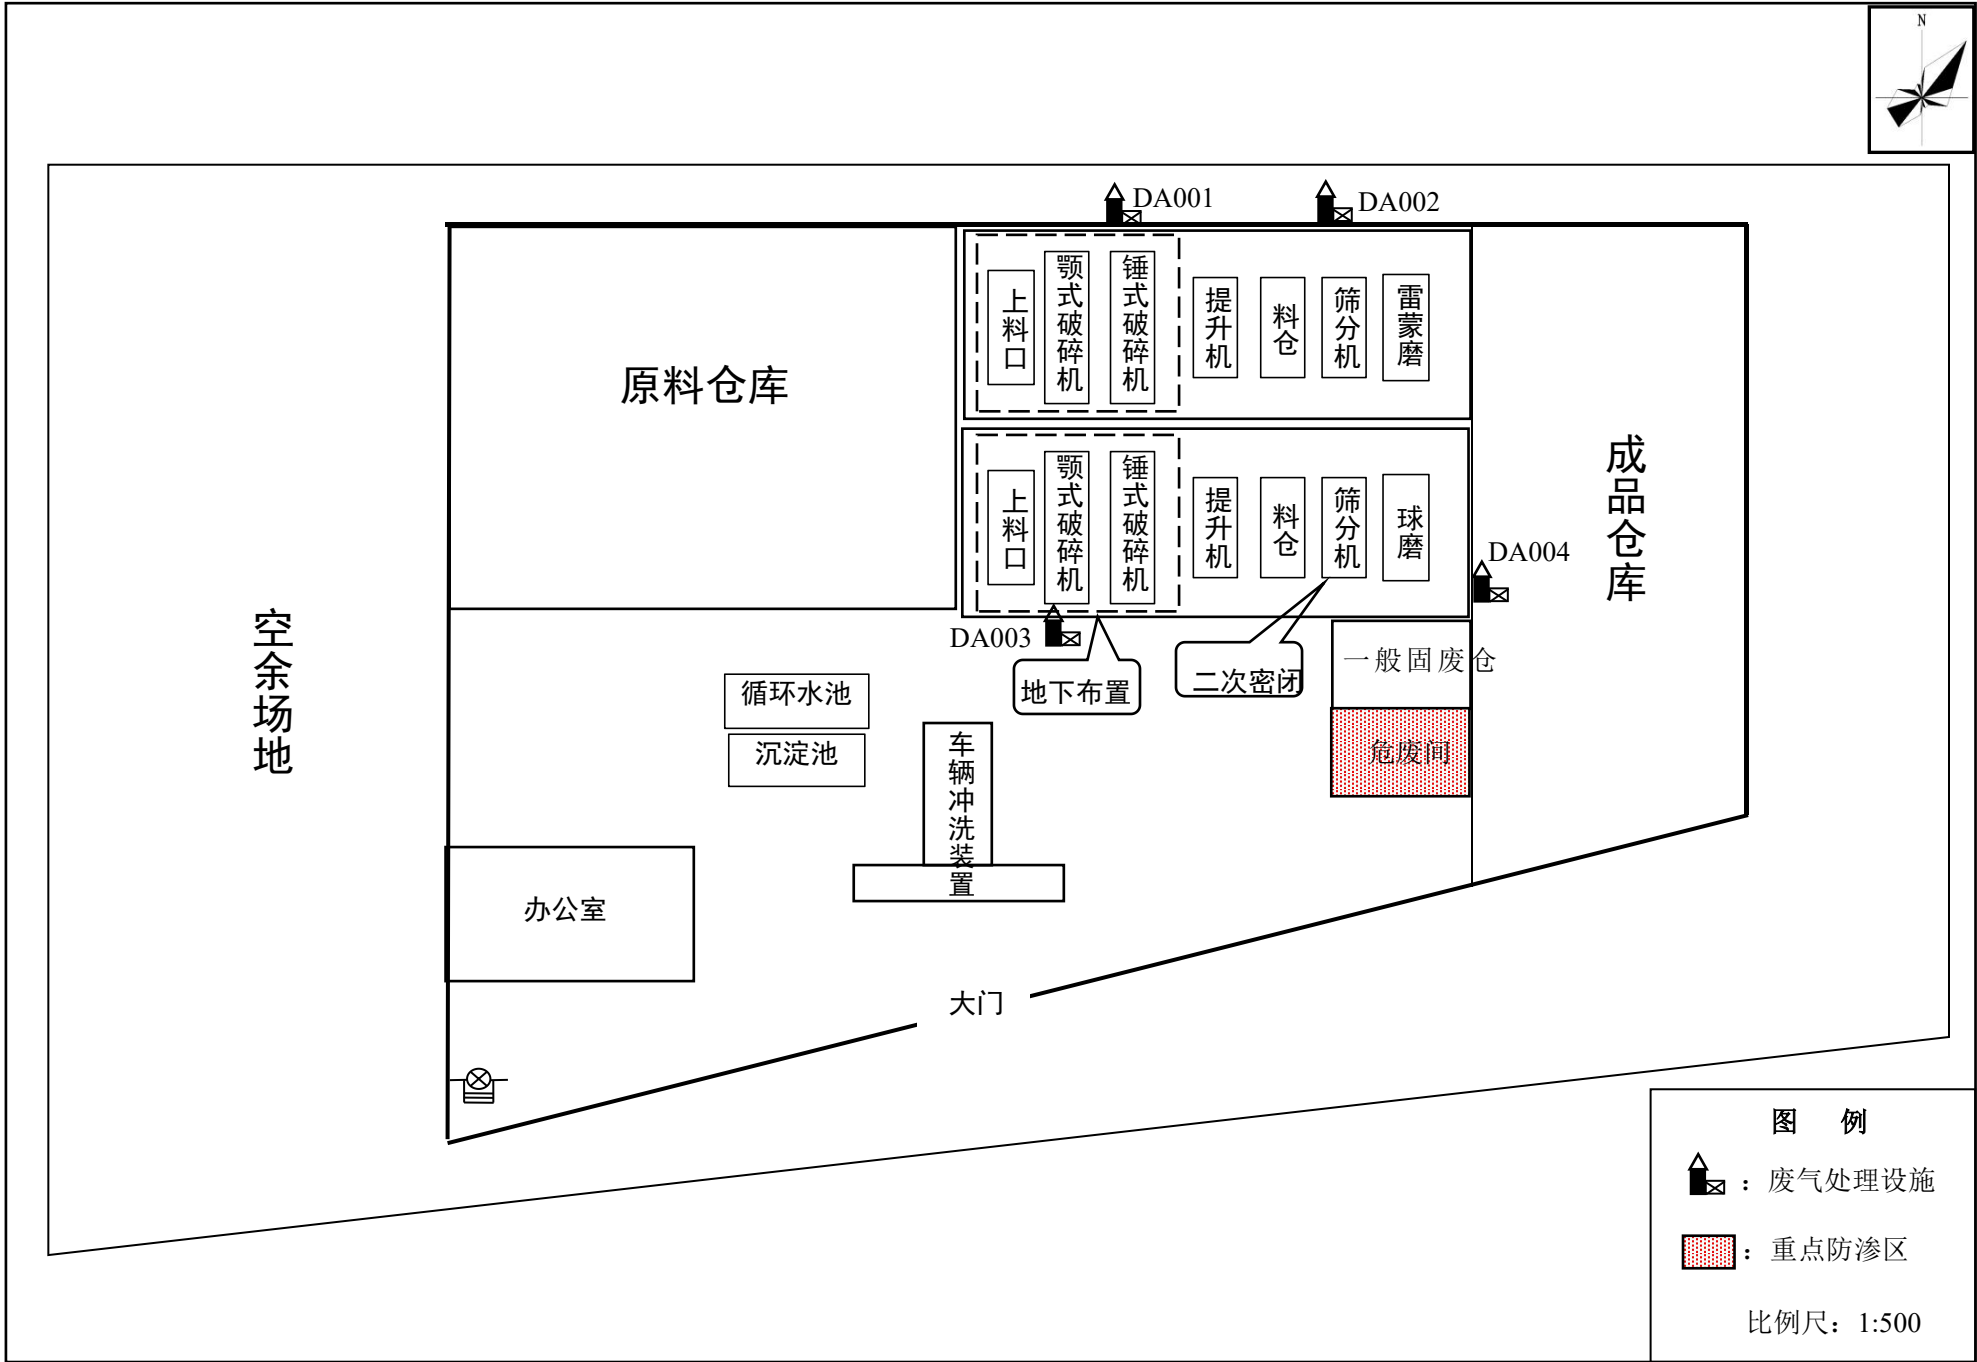 N
DA001
DA002
原料仓库
上料口
颚式破碎机
锤式破碎机
提升机
料仓
筛分机
雷蒙磨
成品仓库
上料口
颚式破碎机
锤式破碎机
提升机
料仓
筛分机
球磨
DA004
空余场地
DA003
地下布置
二次密闭
一般固废仓
循环水池
沉淀池
车辆冲洗装置
危废间
办公室
大门
图 例
：废气处理设施
：重点防渗区
比例尺：1:500